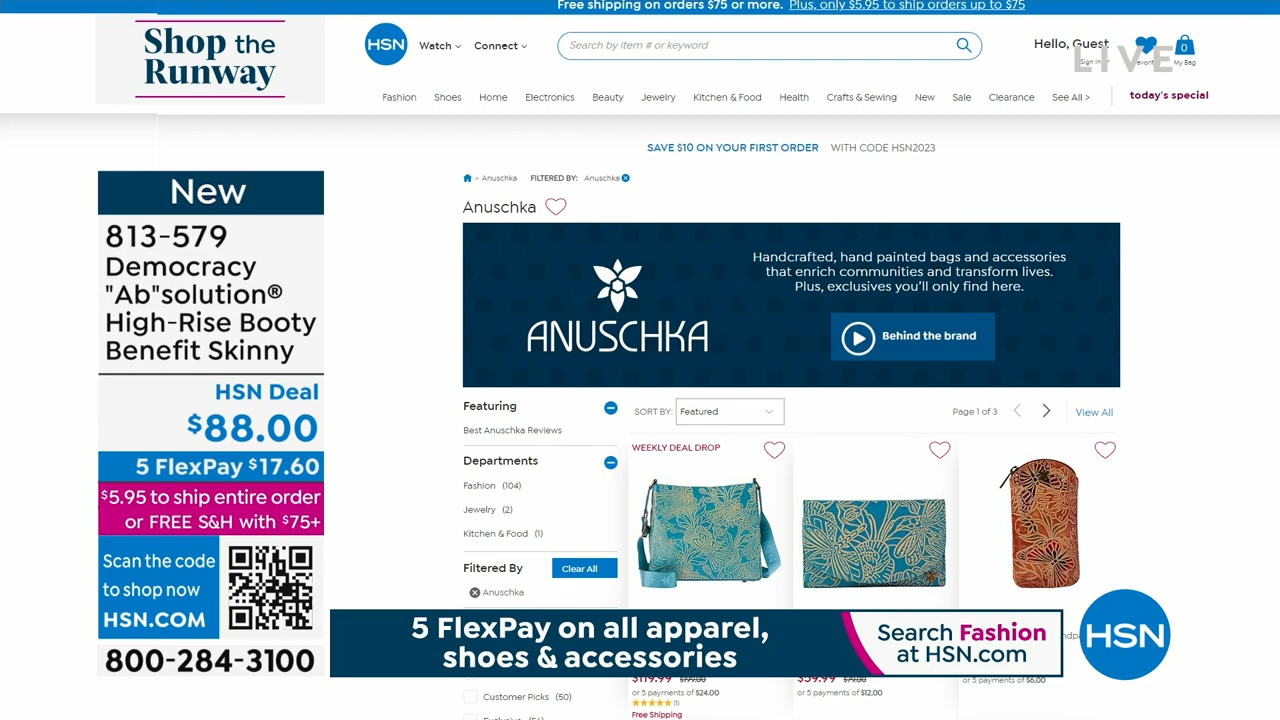 Free shipping on orders $75 or more. Plus, only $5.95 to ship orders up to $75
Shop the
Runway
HSN
Watch
Connect
Search by item # or keyword
Hello, Guest
LIVE
0
My Bag
Fashion Shoes Home Electronics Beauty Jewelry Kitchen & Food Health Crafts & Sewing New Sale Clearance See All > today's special
SAVE $10 ON YOUR FIRST ORDER WITH CODE HSN2023
> Anuschka FILTERED BY: Anuschka
Anuschka
Handcrafted, hand painted bags and accessories
that enrich communities and transform lives.
Plus, exclusives you'll only find here.
ANUSCHKA
Behind the brand
New
813-579
Democracy
"Ab"solution®
High-Rise Booty
Benefit Skinny
HSN Deal
$88.00
5 FlexPay $17.60
$5.95 to ship entire order
or FREE S&H with $75+
Scan the code
to shop now
HSN.COM
800-284-3100
Featuring
Best Anuschka Reviews
Departments
Fashion (104)
Jewelry (2)
Kitchen & Food (1)
Filtered By Clear All
Anuschka
Customer Picks (50)
SORT BY: Featured
Page 1 of 3
View All
WEEKLY DEAL DROP
$119.99
or 5 payments of $24.00
(1)
Free Shipping
$59.99 $79.00
or 5 payments of $12.00
or 5 payments of $6.00
5 FlexPay on all apparel,
shoes & accessories
Search Fashion
at HSN.com
HSN